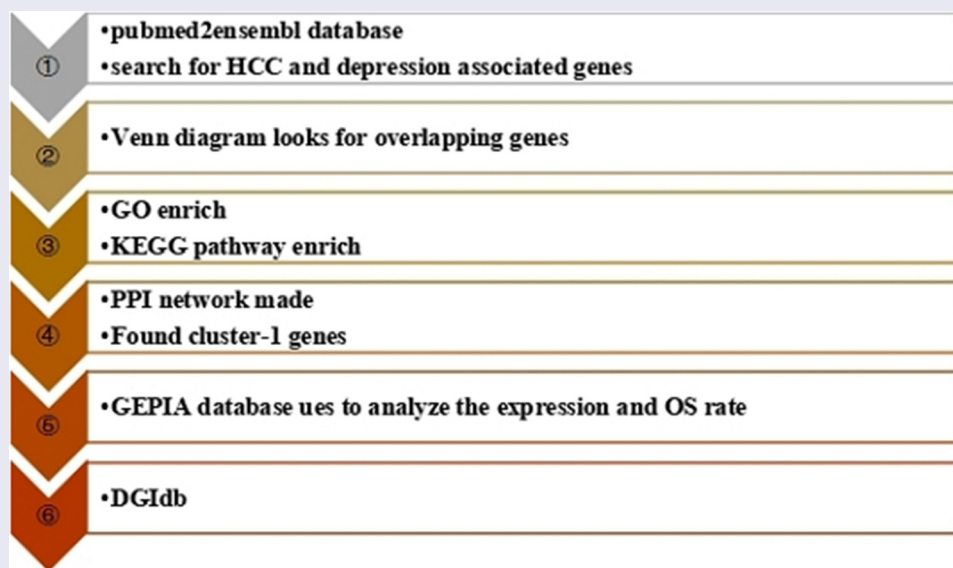 ①
•pubmed2ensembl database
•search for HCC and depression associated genes
②
•Venn diagram looks for overlapping genes
③
•GO enrich
•KEGG pathway enrich
④
•PPI network made
•Found cluster-1 genes
⑤
•GEPIA database ues to analyze the expression and OS rate
⑥
•DGIdb